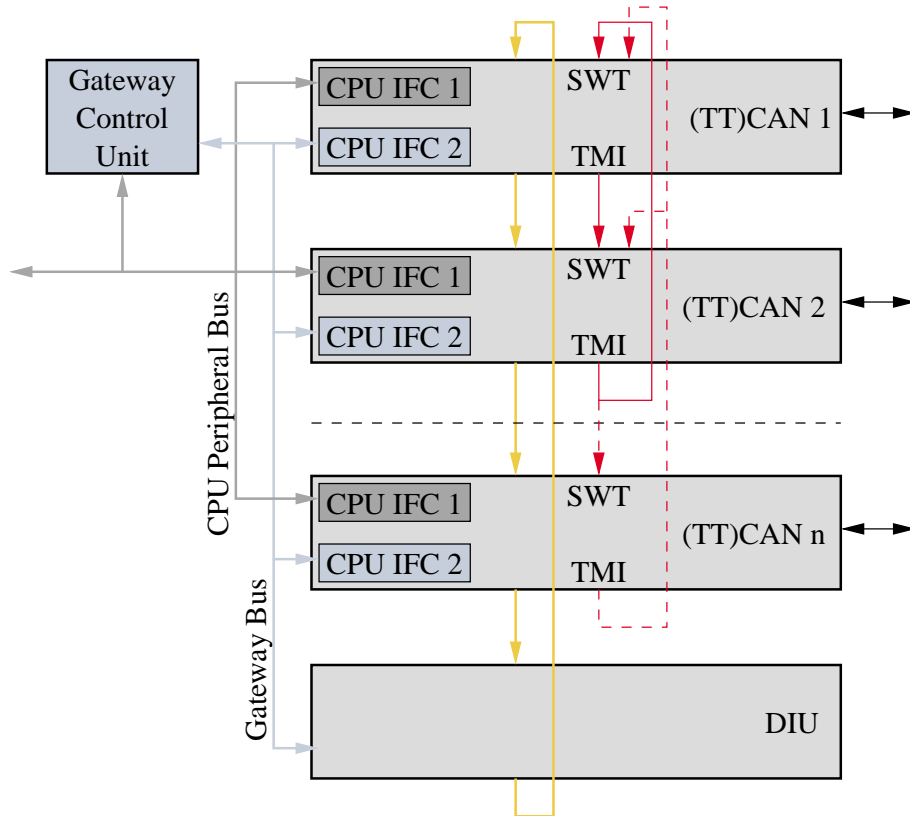 Gateway
Control
Unit
CPU IFC 1
CPU IFC 2
SWT
TMI
(TT)CAN 1
CPU IFC 1
CPU IFC 2
SWT
TMI
(TT)CAN 2
CPU Peripheral Bus
CPU IFC 1
CPU IFC 2
SWT
TMI
(TT)CAN n
Gateway Bus
DIU